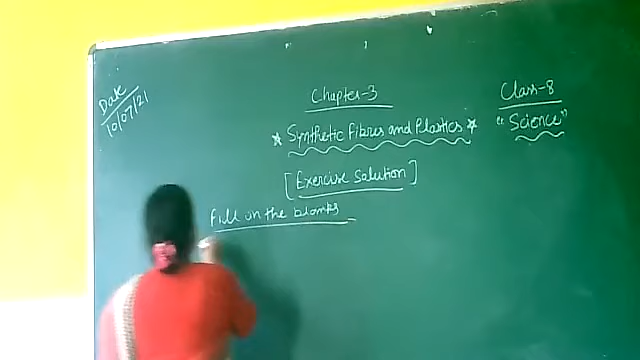 Date
10/07/21
Chapter-3
Class-8
* Synthetic Fibres and Plastics *
"Science"
[Exercise Solution]
Fill in the blanks